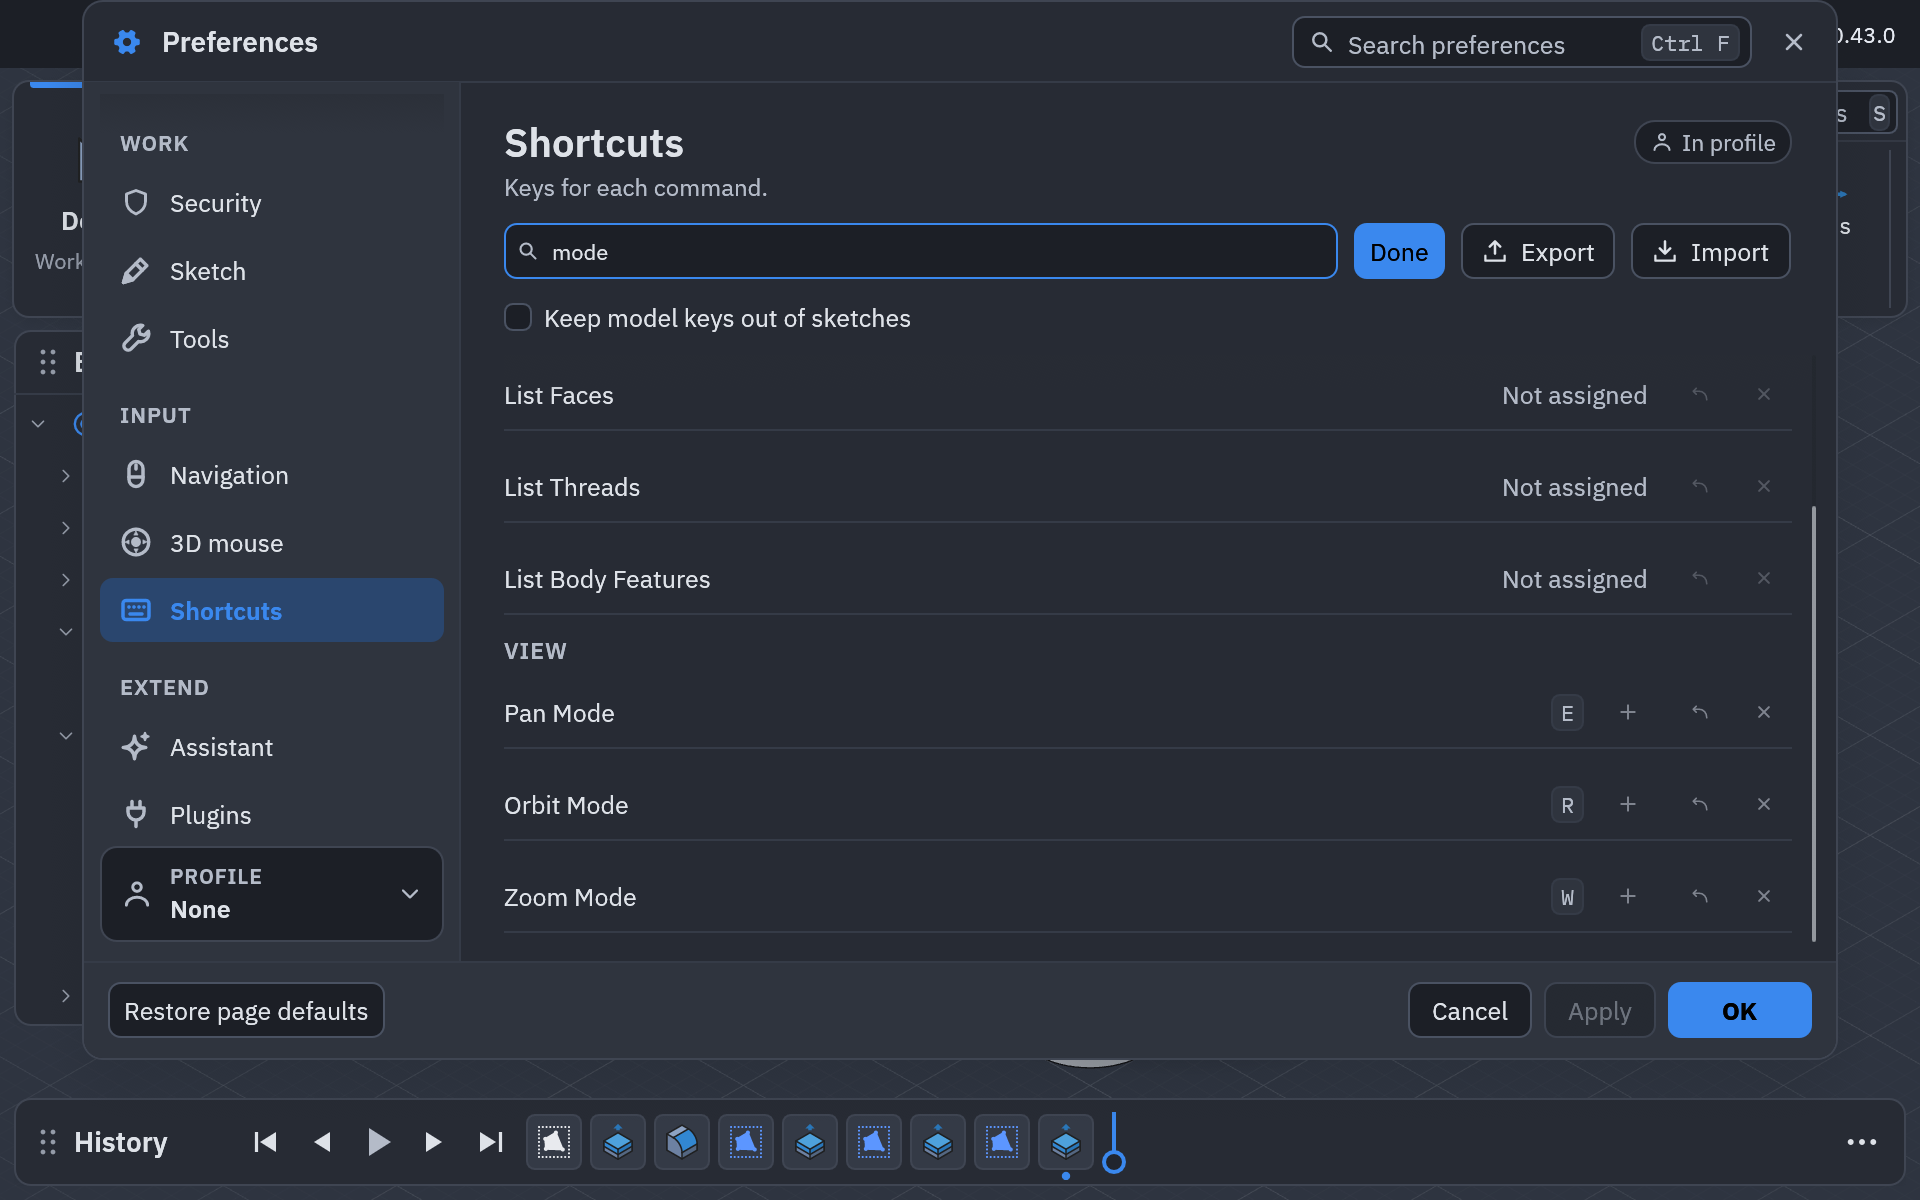 Preferences
Search preferences
Ctrl F
.43.0
WORK
Security
Sketch
Tools
INPUT
Navigation
3D mouse
Shortcuts
EXTEND
Assistant
Plugins
PROFILE
None
Shortcuts
In profile
Keys for each command.
mode
Done
Export
Import
Keep model keys out of sketches
List Faces
Not assigned
List Threads
Not assigned
List Body Features
Not assigned
VIEW
Pan Mode
E
Orbit Mode
R
Zoom Mode
W
Restore page defaults
Cancel
Apply
OK
Work
s
S
s
History